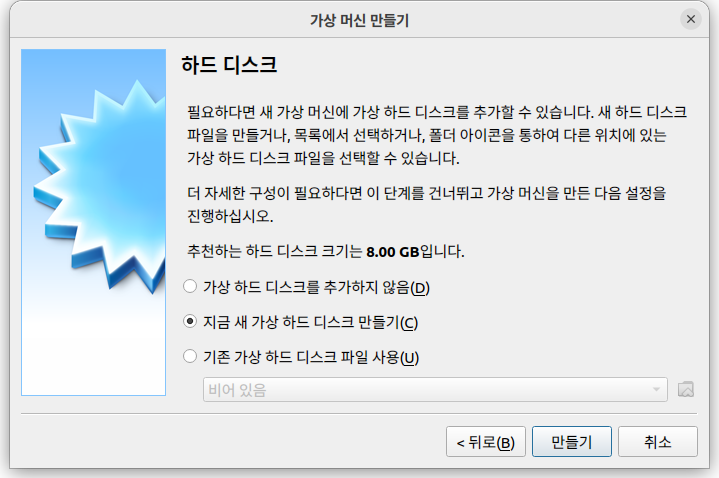 가상 머신 만들기
하드 디스크
필요하다면 새 가상 머신에 가상 하드 디스크를 추가할 수 있습니다. 새 하드 디스크
파일을 만들거나, 목록에서 선택하거나, 폴더 아이콘을 통하여 다른 위치에 있는
가상 하드 디스크 파일을 선택할 수 있습니다.
더 자세한 구성이 필요하다면 이 단계를 건너뛰고 가상 머신을 만든 다음 설정을
진행하십시오.
추천하는 하드 디스크 크기는 8.00 GB입니다.
가상 하드 디스크를 추가하지 않음(D)
지금 새 가상 하드 디스크 만들기(C)
기존 가상 하드 디스크 파일 사용(U)
비어 있음
< 뒤로(B) 만들기 취소